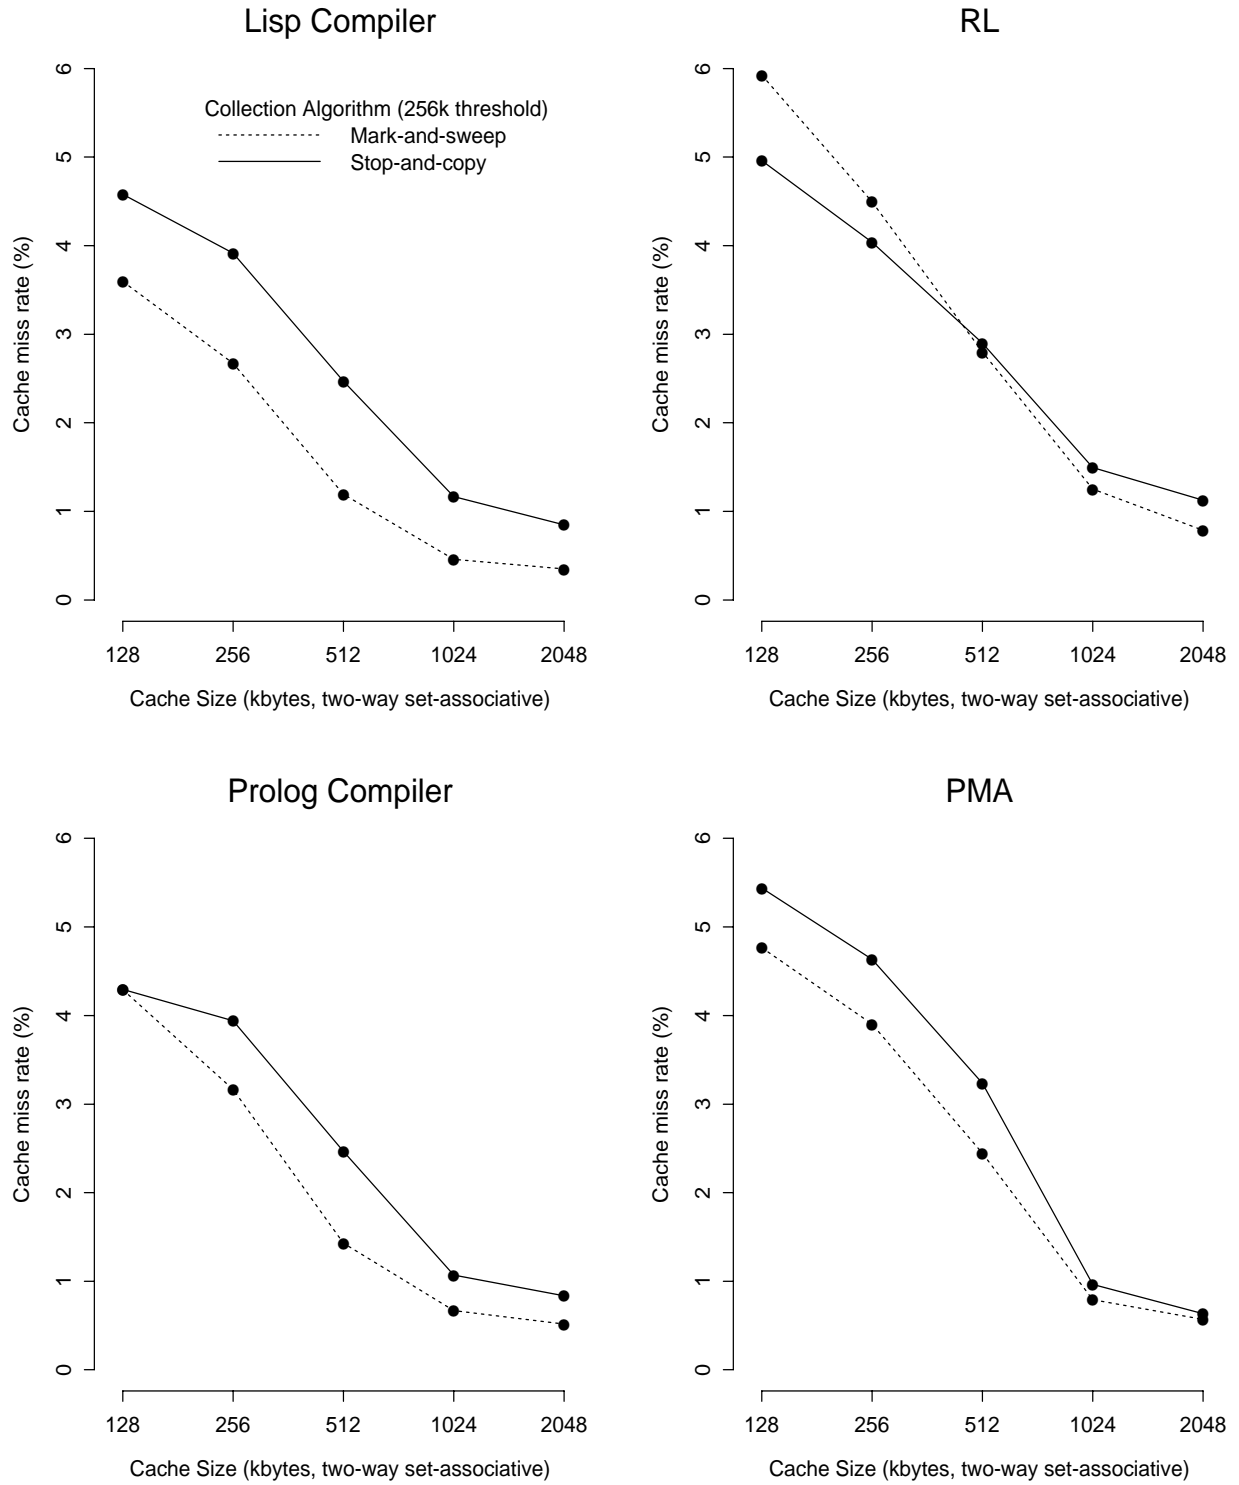 Lisp Compiler
6
5
4
3
2
1
0
Cache miss rate (%)
Collection Algorithm (256k threshold)
Mark-and-sweep
Stop-and-copy
128 256 512 1024 2048
Cache Size (kbytes, two-way set-associative)
RL
6
5
4
3
2
1
0
Cache miss rate (%)
128 256 512 1024 2048
Cache Size (kbytes, two-way set-associative)
Prolog Compiler
6
5
4
3
2
1
0
Cache miss rate (%)
128 256 512 1024 2048
Cache Size (kbytes, two-way set-associative)
PMA
6
5
4
3
2
1
0
Cache miss rate (%)
128 256 512 1024 2048
Cache Size (kbytes, two-way set-associative)